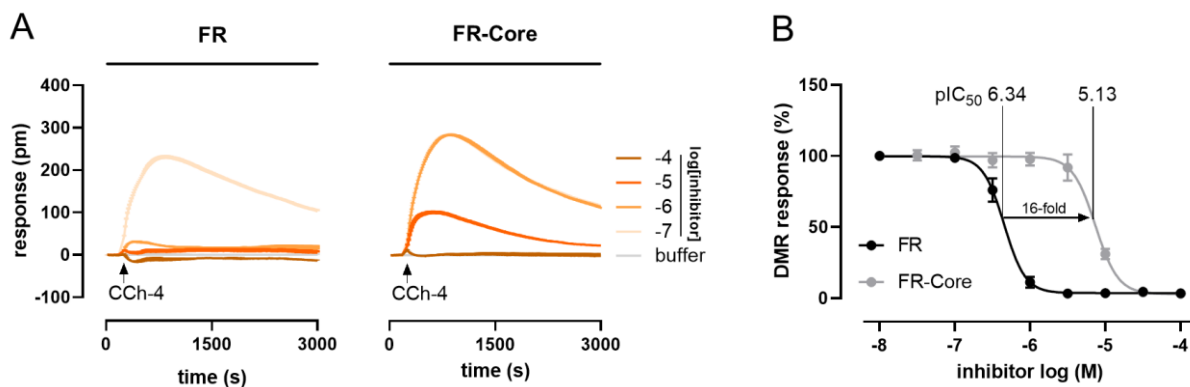 A
FR
FR-Core
response (pm)
400
300
200
100
0
-100
CCh-4
CCh-4
-4
-5
-6
-7
log[inhibitor]
buffer
0
1500
3000
time (s)
0
1500
3000
time (s)
B
pIC50 6.34
5.13
DMR response (%)
150
100
50
0
16-fold
FR
FR-Core
-8
-7
-6
-5
-4
inhibitor log (M)